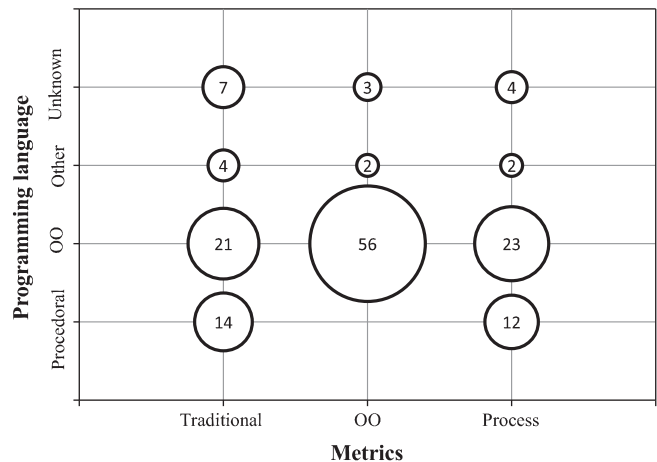 Programming language
Unknown
7
3
4
Other
4
2
2
OO
21
56
23
Procedoral
14
12
Traditional
OO
Process
Metrics